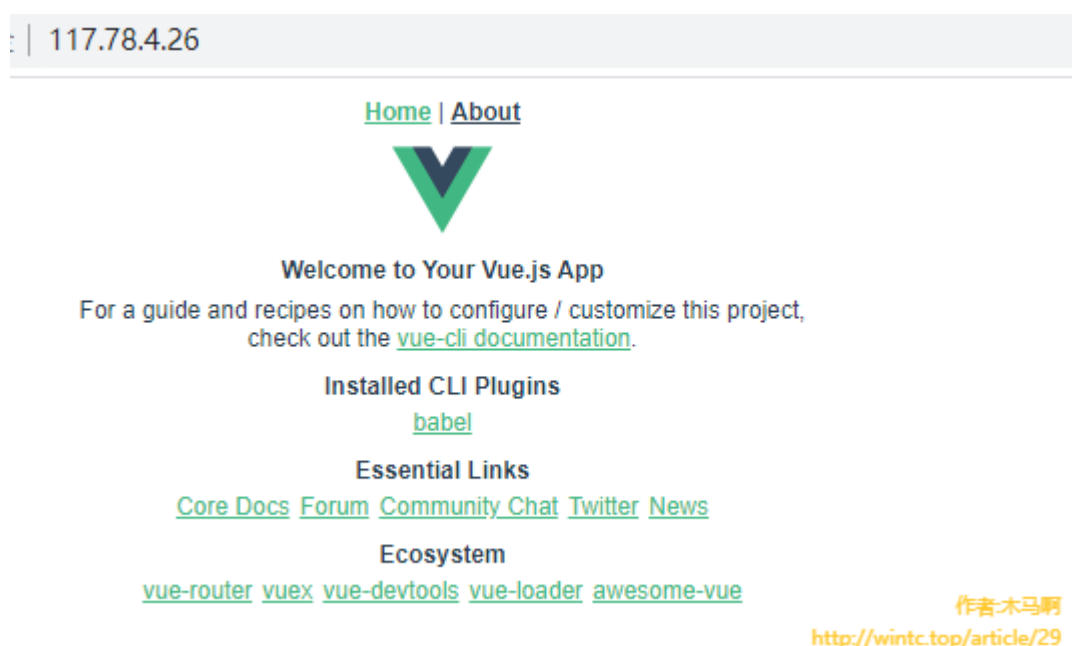 117.78.4.26
Home | About
Welcome to Your Vue.js App
For a guide and recipes on how to configure / customize this project,
check out the vue-cli documentation.
Installed CLI Plugins
babel
Essential Links
Core Docs Forum Community Chat Twitter News
Ecosystem
vue-router vuex vue-devtools vue-loader awesome-vue
作者:木马啊
http://wintc.top/article/29